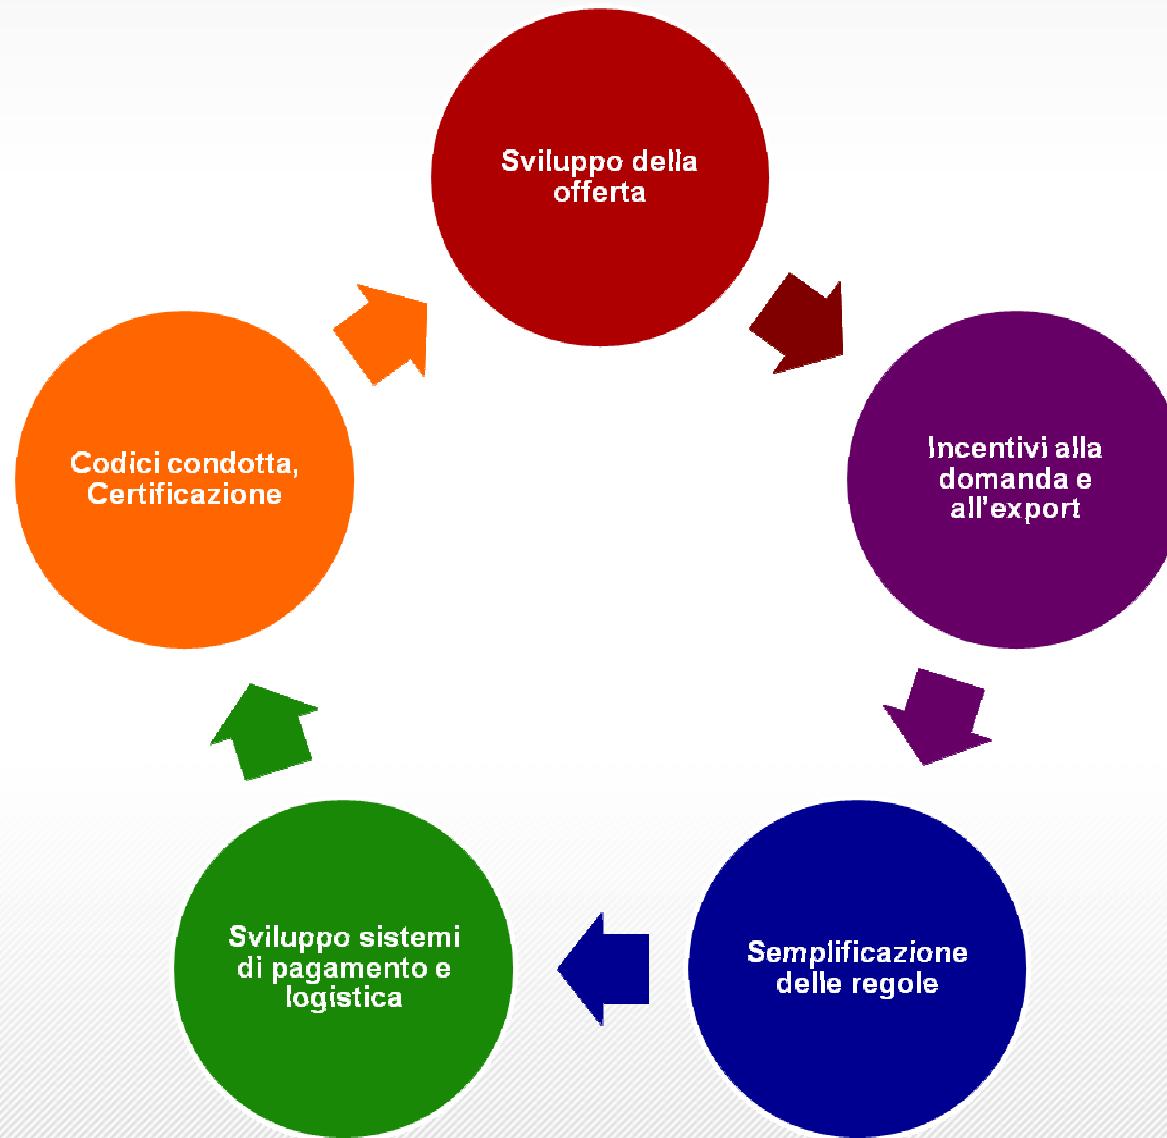 Sviluppo della
offerta
Incentivi alla
domanda e
all'export
Semplificazione
delle regole
Sviluppo sistemi
di pagamento e
logistica
Codici condotta,
Certificazione